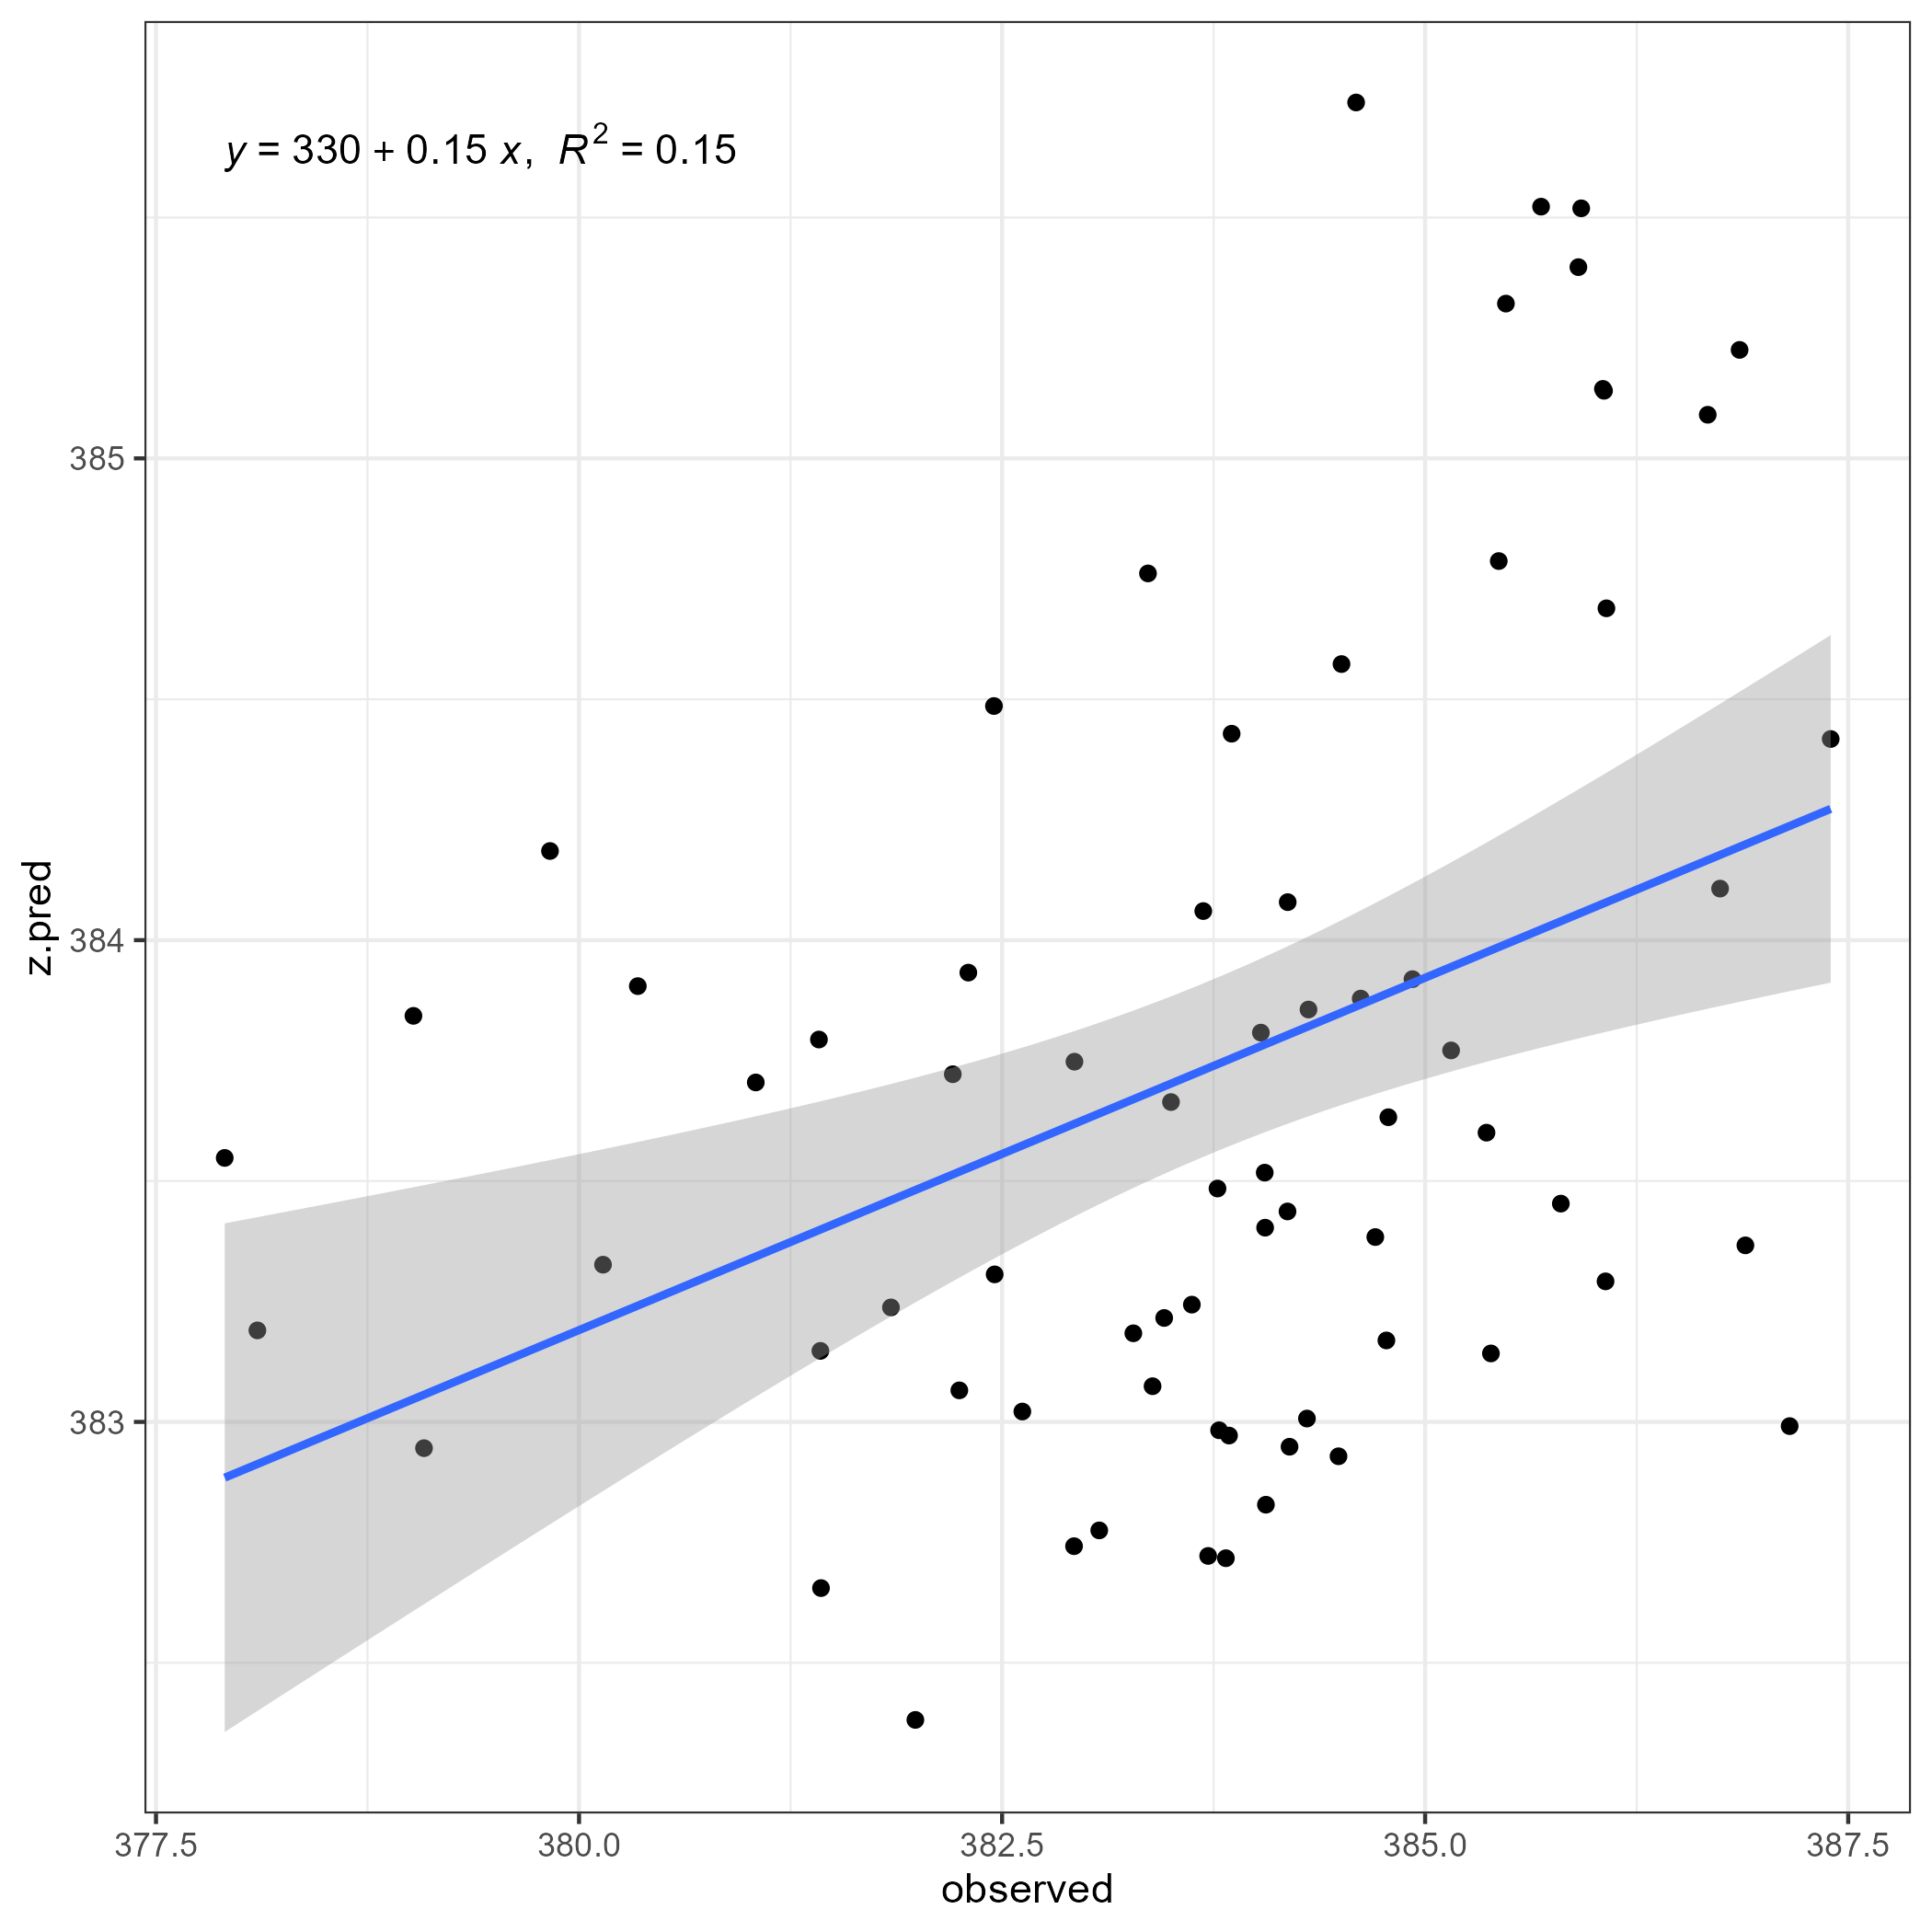 y = 330 + 0.15 x, R² = 0.15
z.pred
385
384
383
377.5 380.0 382.5 385.0 387.5
observed